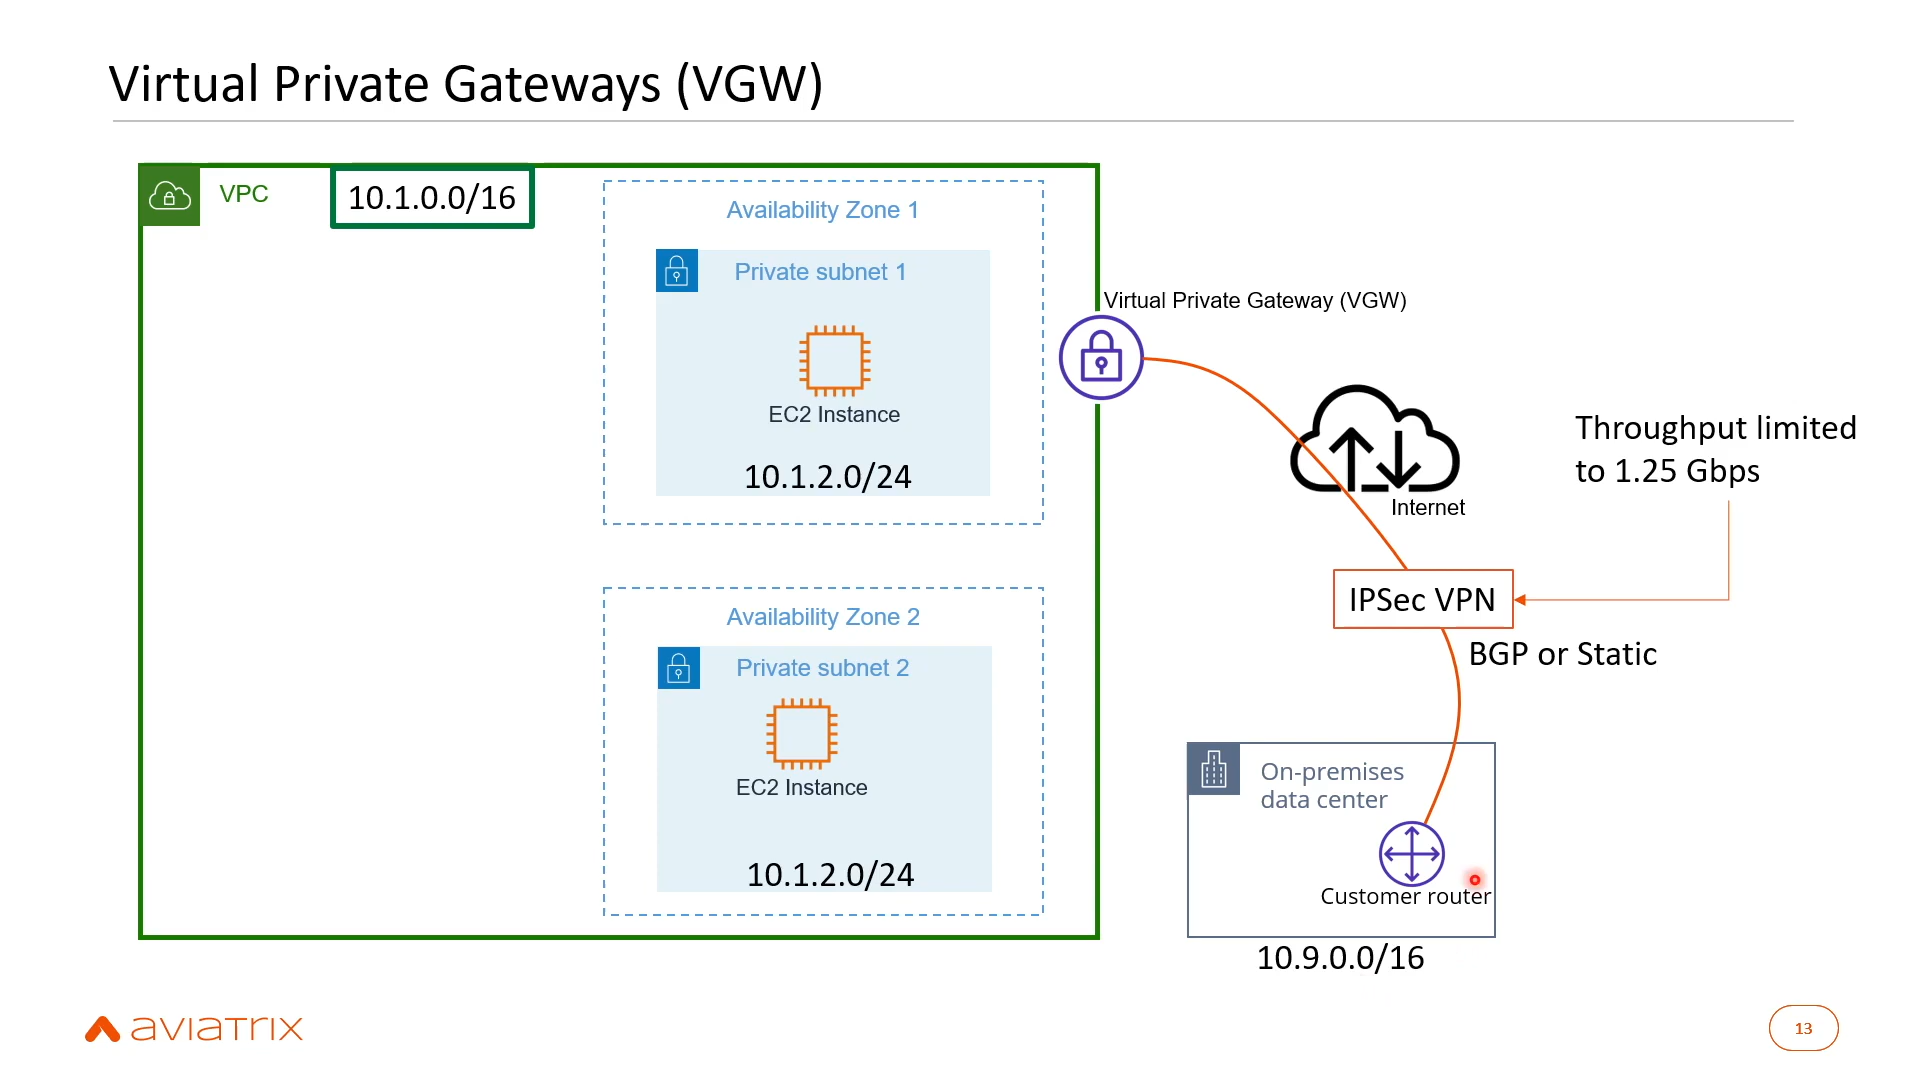 Virtual Private Gateways (VGW)
VPC
10.1.0.0/16
Availability Zone 1
Private subnet 1
EC2 Instance
10.1.2.0/24
Availability Zone 2
Private subnet 2
EC2 Instance
10.1.2.0/24
Virtual Private Gateway (VGW)
Internet
Throughput limited
to 1.25 Gbps
IPSec VPN
BGP or Static
On-premises
data center
Customer router
10.9.0.0/16
aviatrix
13